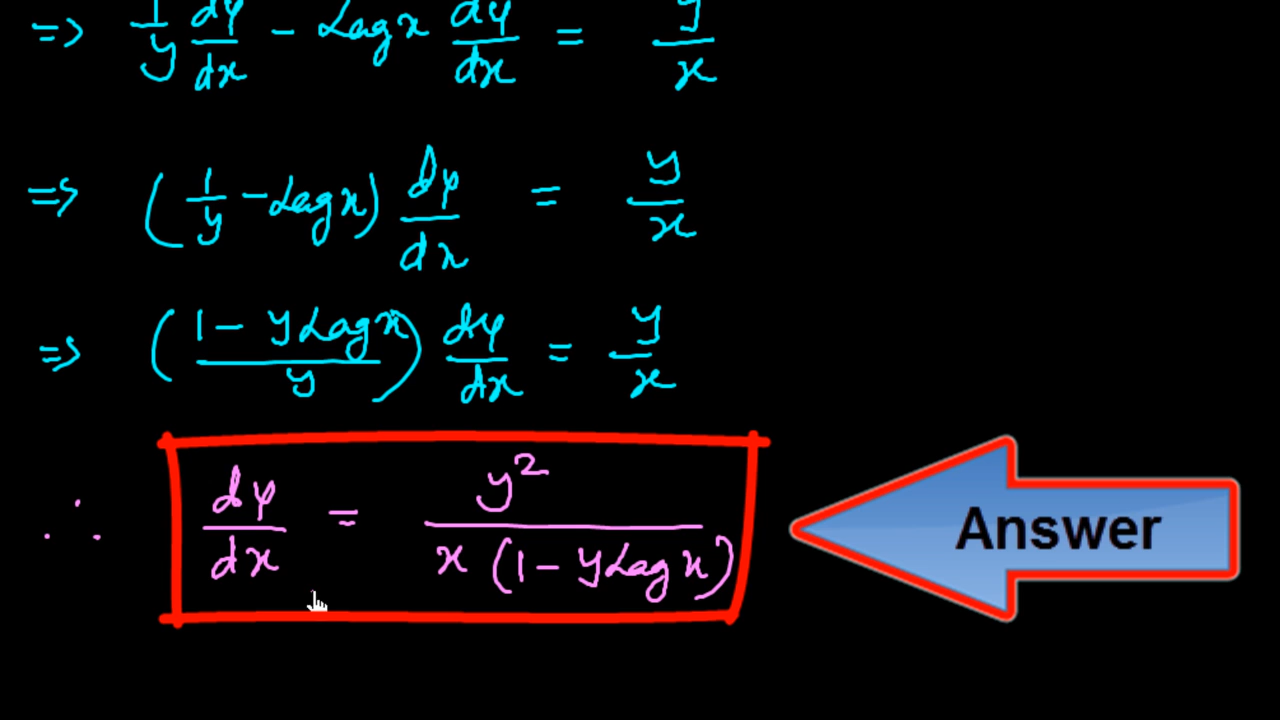 => 1/y dy/dx - Log x dy/dx = y/x
=> (1/y - Log x) dy/dx = y/x
=> ((1 - y Log x)/y) dy/dx = y/x
∴ dy/dx = y²/(x (1 - y Log x))
Answer